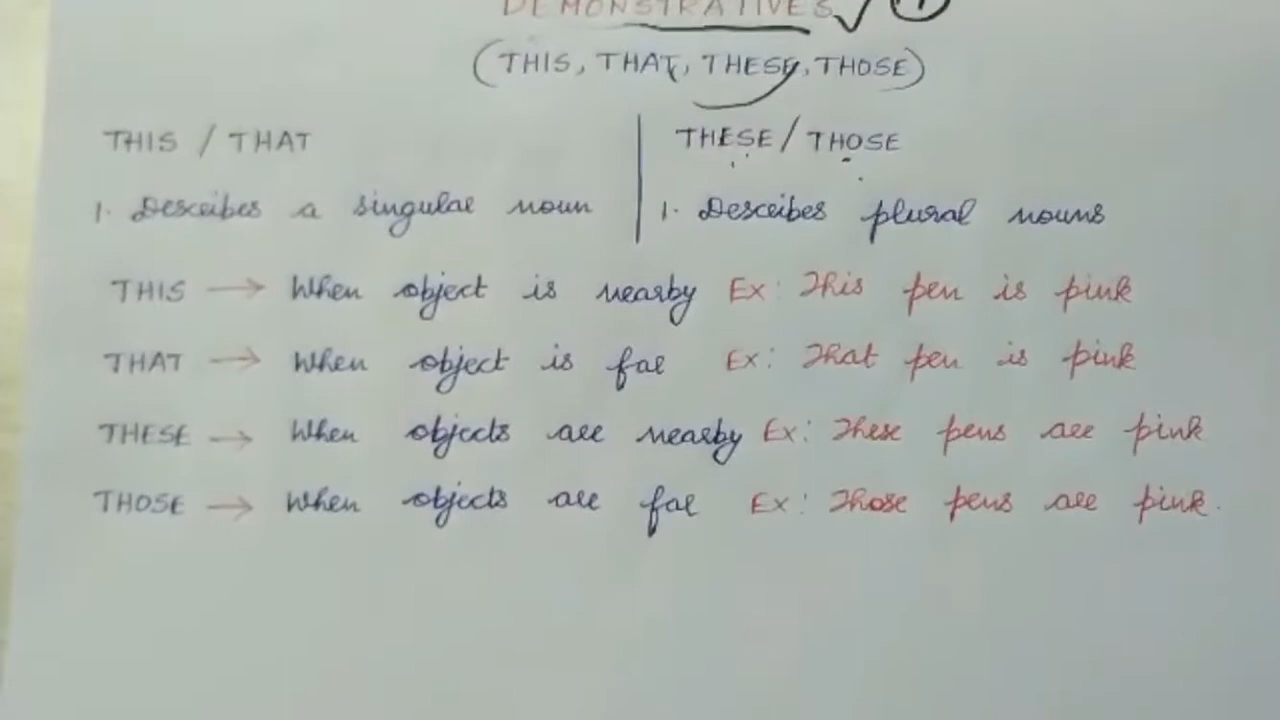 DEMONSTRATIVES
(THIS, THAT, THESE, THOSE)
THIS / THAT
1. Describes a singular noun
THESE / THOSE
1. Describes plural nouns
THIS → When object is nearby Ex: This pen is pink
THAT → When object is far Ex: That pen is pink
THESE → When objects are nearby Ex: These pens are pink
THOSE → When objects are far Ex: Those pens are pink.